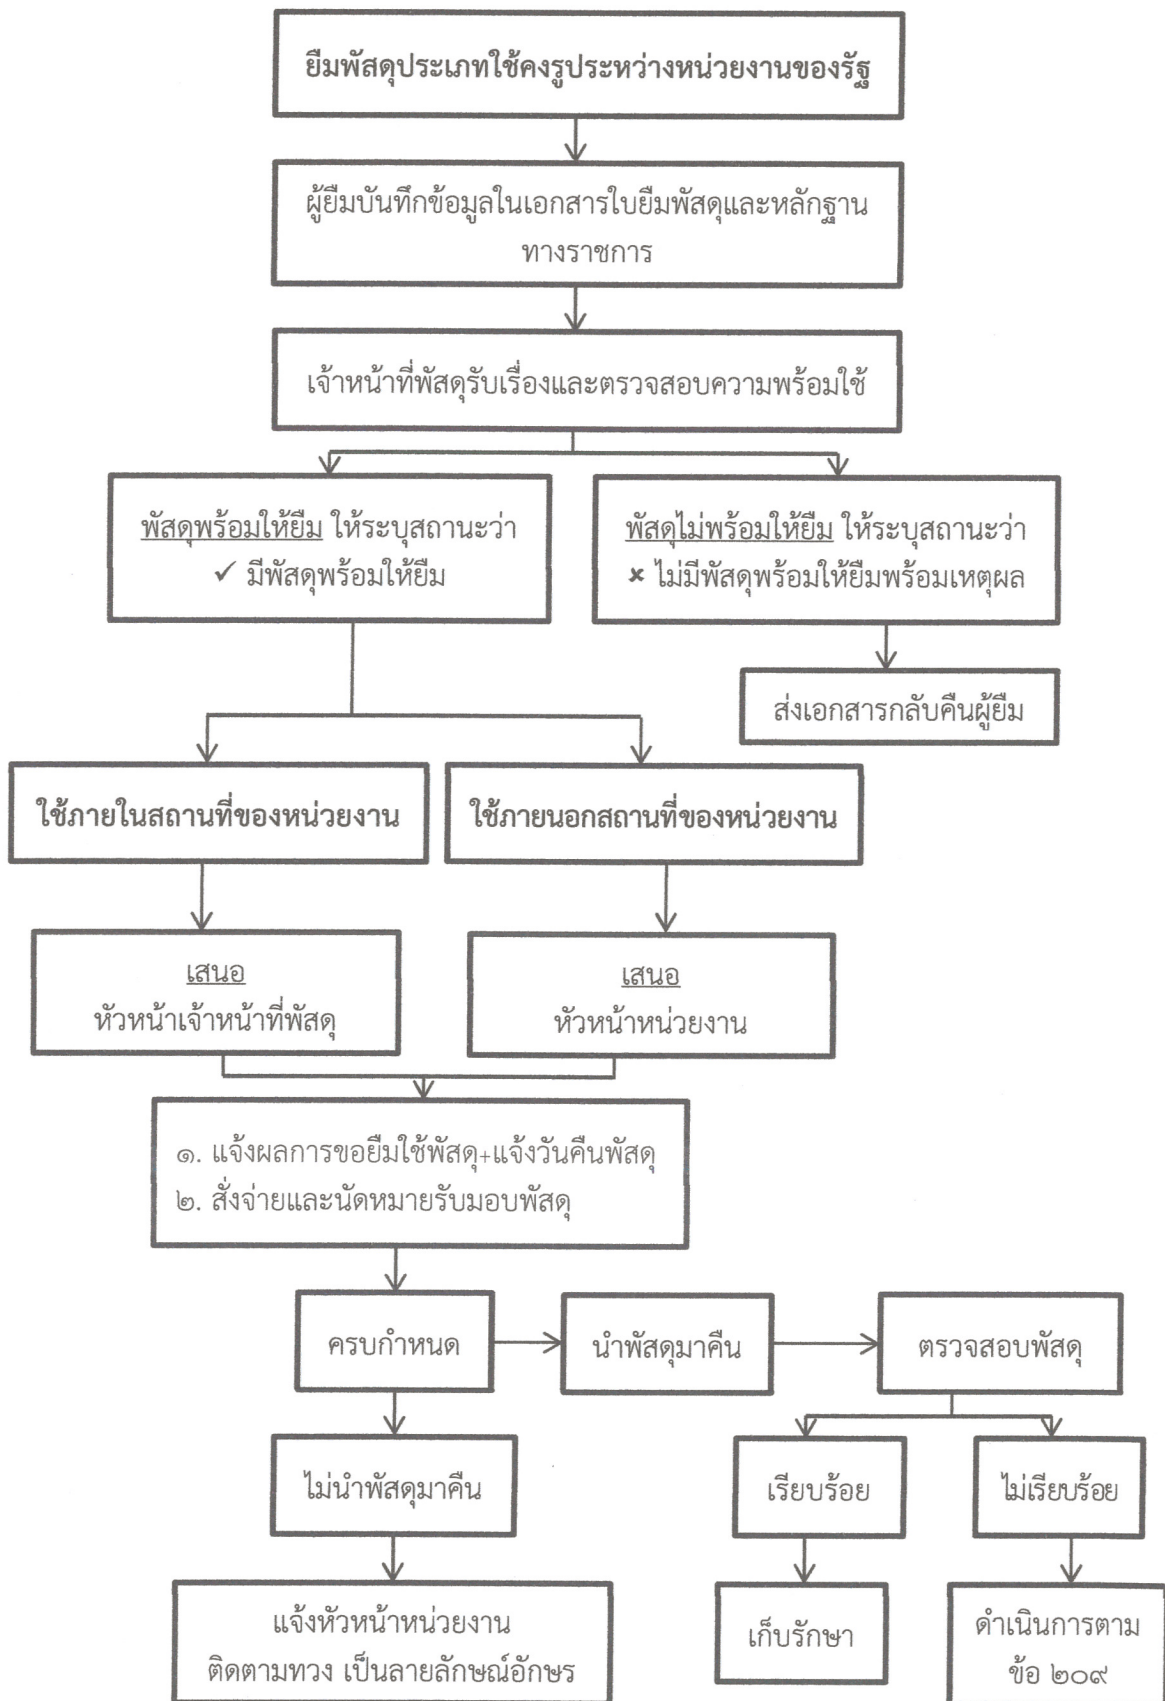 ยืมพัสดุประเภทใช้คงรูประหว่างหน่วยงานของรัฐ
ผู้ยืมบันทึกข้อมูลในเอกสารใบยืมพัสดุและหลักฐาน
ทางราชการ
เจ้าหน้าที่พัสดุรับเรื่องและตรวจสอบความพร้อมใช้
พัสดุพร้อมให้ยืม ให้ระบุสถานะว่า
✓ มีพัสดุพร้อมให้ยืม
พัสดุไม่พร้อมให้ยืม ให้ระบุสถานะว่า
✘ ไม่มีพัสดุพร้อมให้ยืมพร้อมเหตุผล
ส่งเอกสารกลับคืนผู้ยืม
ใช้ภายในสถานที่ของหน่วยงาน
ใช้ภายนอกสถานที่ของหน่วยงาน
เสนอ
หัวหน้าเจ้าหน้าที่พัสดุ
เสนอ
หัวหน้าหน่วยงาน
๑. แจ้งผลการขอยืมใช้พัสดุ+แจ้งวันคืนพัสดุ
๒. สั่งจ่ายและนัดหมายรับมอบพัสดุ
ครบกำหนด
นำพัสดุมาคืน
ตรวจสอบพัสดุ
ไม่นำพัสดุมาคืน
เรียบร้อย
ไม่เรียบร้อย
แจ้งหัวหน้าหน่วยงาน
ติดตามทวง เป็นลายลักษณ์อักษร
เก็บรักษา
ดำเนินการตาม
ข้อ ๒๐๙